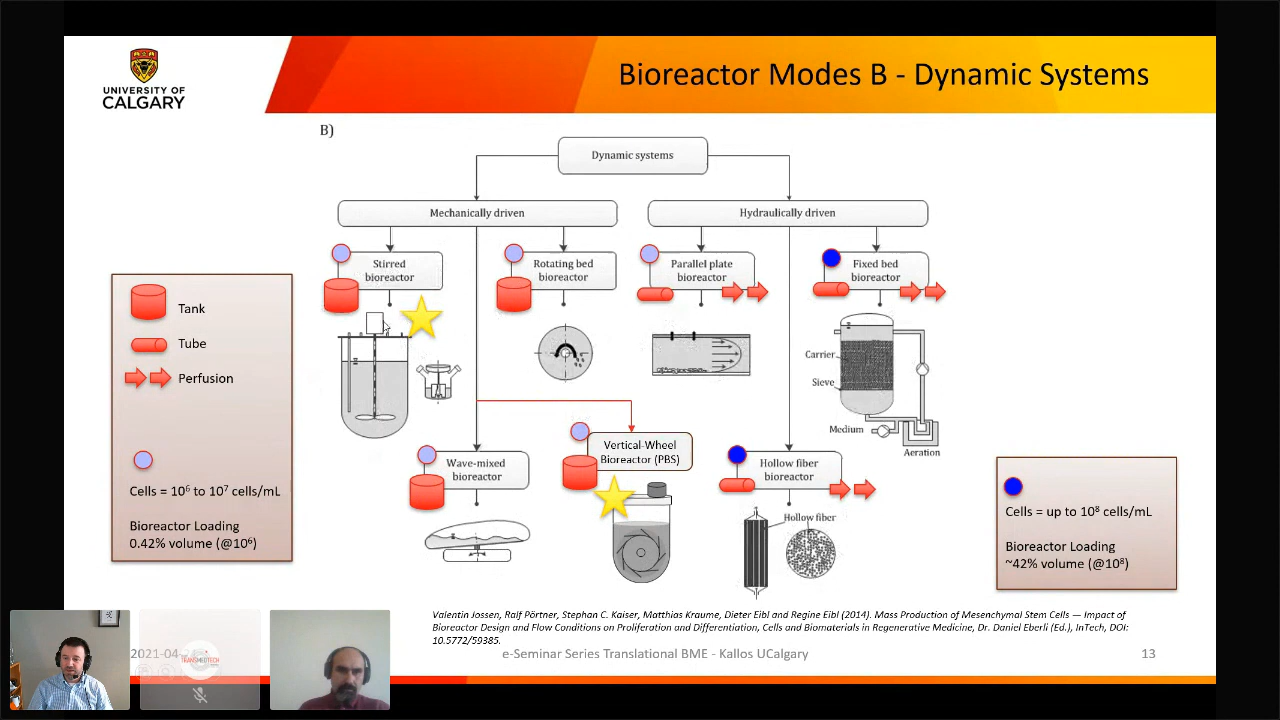 UNIVERSITY OF
CALGARY
Bioreactor Modes B - Dynamic Systems
B)
Dynamic systems
Mechanically driven
Hydraulically driven
Stirred
bioreactor
Rotating bed
bioreactor
Parallel plate
bioreactor
Fixed bed
bioreactor
Tank
Tube
Perfusion
Cells = 10⁶ to 10⁷ cells/mL
Bioreactor Loading
0.42% volume (@10⁶)
Carrier
Sieve
Medium
Aeration
Wave-mixed
bioreactor
Vertical-Wheel
Bioreactor (PBS)
Hollow fiber
bioreactor
Hollow fiber
Cells = up to 10⁸ cells/mL
Bioreactor Loading
~42% volume (@10⁸)
Valentin Jossen, Ralf Pörtner, Stephan C. Kaiser, Matthias Kraume, Dieter Eibl and Regine Eibl (2014). Mass Production of Mesenchymal Stem Cells — Impact of
Bioreactor Design and Flow Conditions on Proliferation and Differentiation, Cells and Biomaterials in Regenerative Medicine, Dr. Daniel Eberli (Ed.), InTech, DOI:
10.5772/59385.
2021-04
TRANSMEDTECH
e-Seminar Series Translational BME - Kallos UCalgary
13